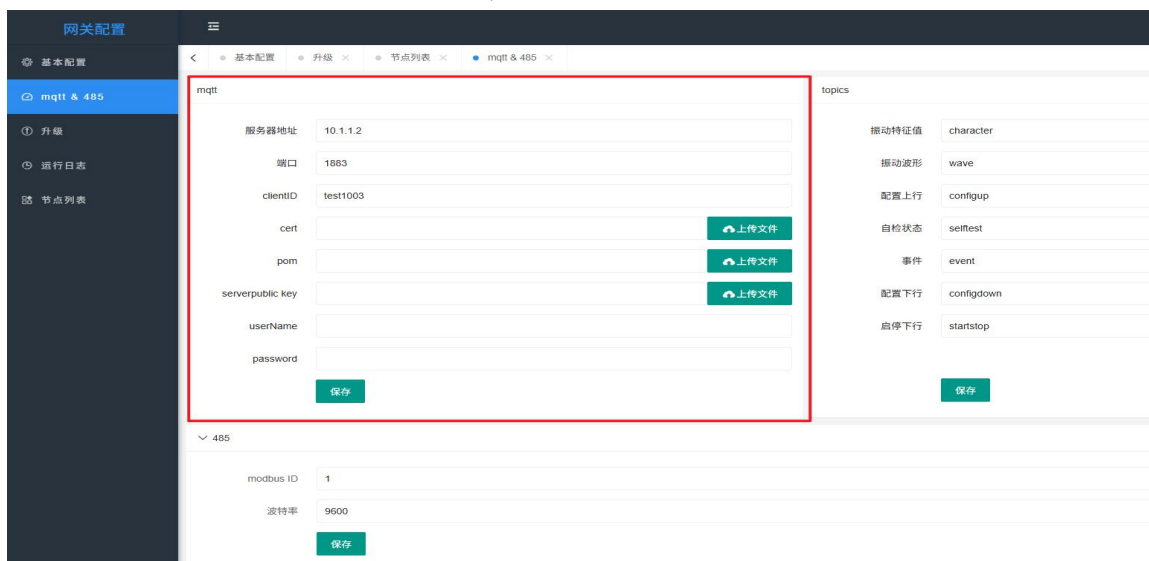 网关配置
基本配置
mqtt & 485
升级
运行日志
节点列表
基本配置 升级 节点列表 mqtt & 485
mqtt
服务器地址 10.1.1.2
端口 1883
clientID test1003
cert 上传文件
pom 上传文件
serverpublic key 上传文件
userName
password
保存
topics
振动特征值 character
振动波形 wave
配置上行 configup
自检状态 selftest
事件 event
配置下行 configdown
启停下行 startstop
保存
485
modbus ID 1
波特率 9600
保存